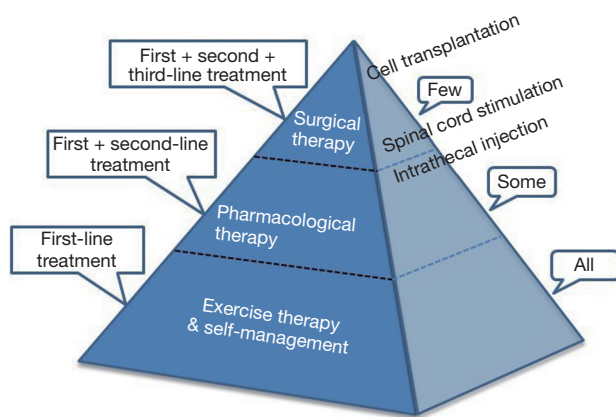 Cell transplantation
First + second +
third-line treatment
Few
Surgical
therapy
Spinal cord stimulation
Intrathecal injection
First + second-line
treatment
Some
Pharmacological
therapy
First-line
treatment
All
Exercise therapy
& self-management